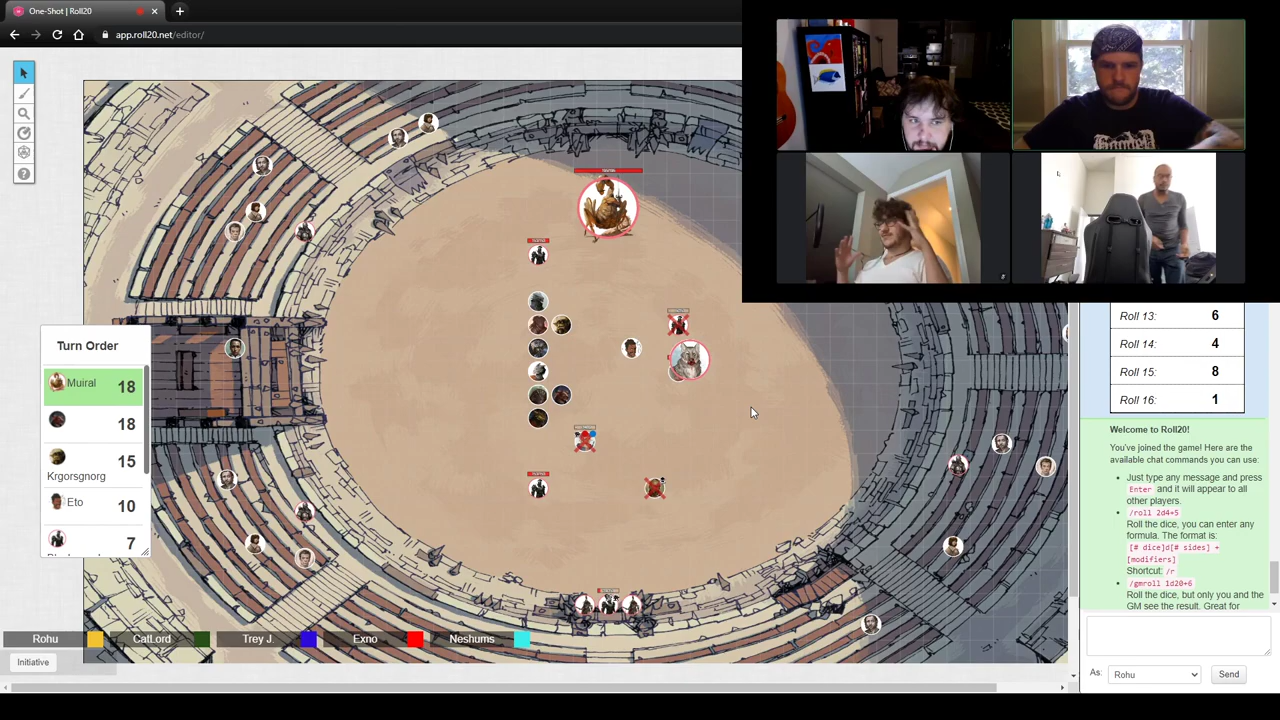 One-Shot | Roll20
app.roll20.net/editor/
Turn Order
Muiral 18
18
15
Krgorsgnorg
Eto 10
7
Roll 13: 6
Roll 14: 4
Roll 15: 8
Roll 16: 1
Welcome to Roll20!
You've joined the game! Here are the
available chat commands you can use:
Just type any message and press
Enter and it will appear to all
other players.
/roll 2d4+5
Roll the dice, you can enter any
formula. The format is:
[# dice]d[# sides] +
[modifiers]
Shortcut: /r
/gmroll 1d20+6
Roll the dice, but only you and the
GM see the result. Great for
Rohu
CatLord
Trey J.
Exno
Neshums
Initiative
As: Rohu
Send